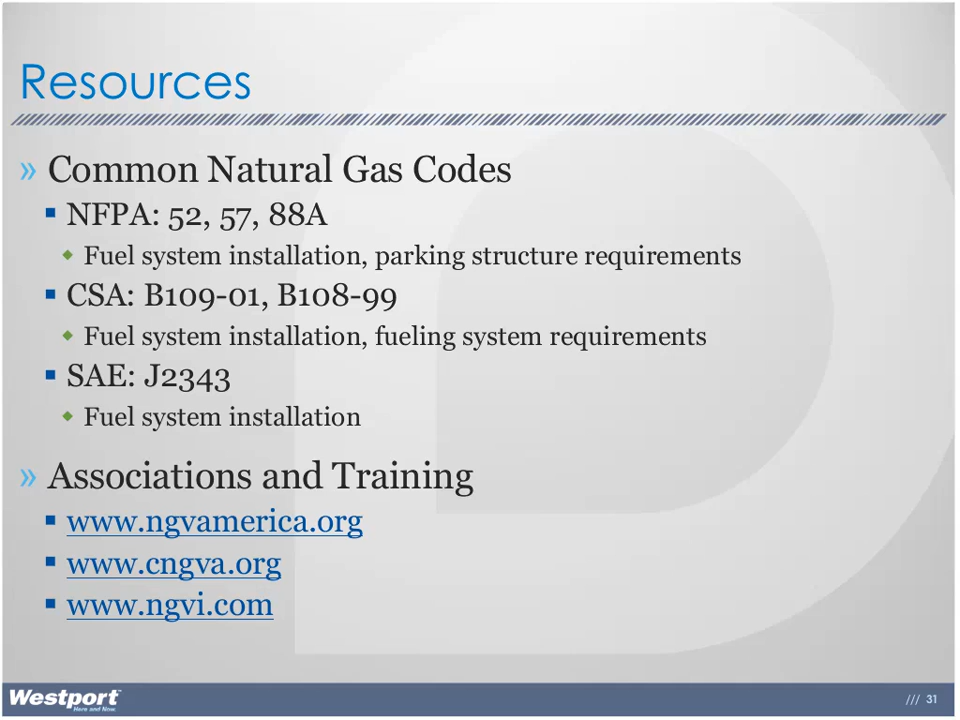 Resources
» Common Natural Gas Codes
▪ NFPA: 52, 57, 88A
◆ Fuel system installation, parking structure requirements
▪ CSA: B109-01, B108-99
◆ Fuel system installation, fueling system requirements
▪ SAE: J2343
◆ Fuel system installation
» Associations and Training
▪ www.ngvamerica.org
▪ www.cngva.org
▪ www.ngvi.com
Westport™
Here and Now.
/// 31